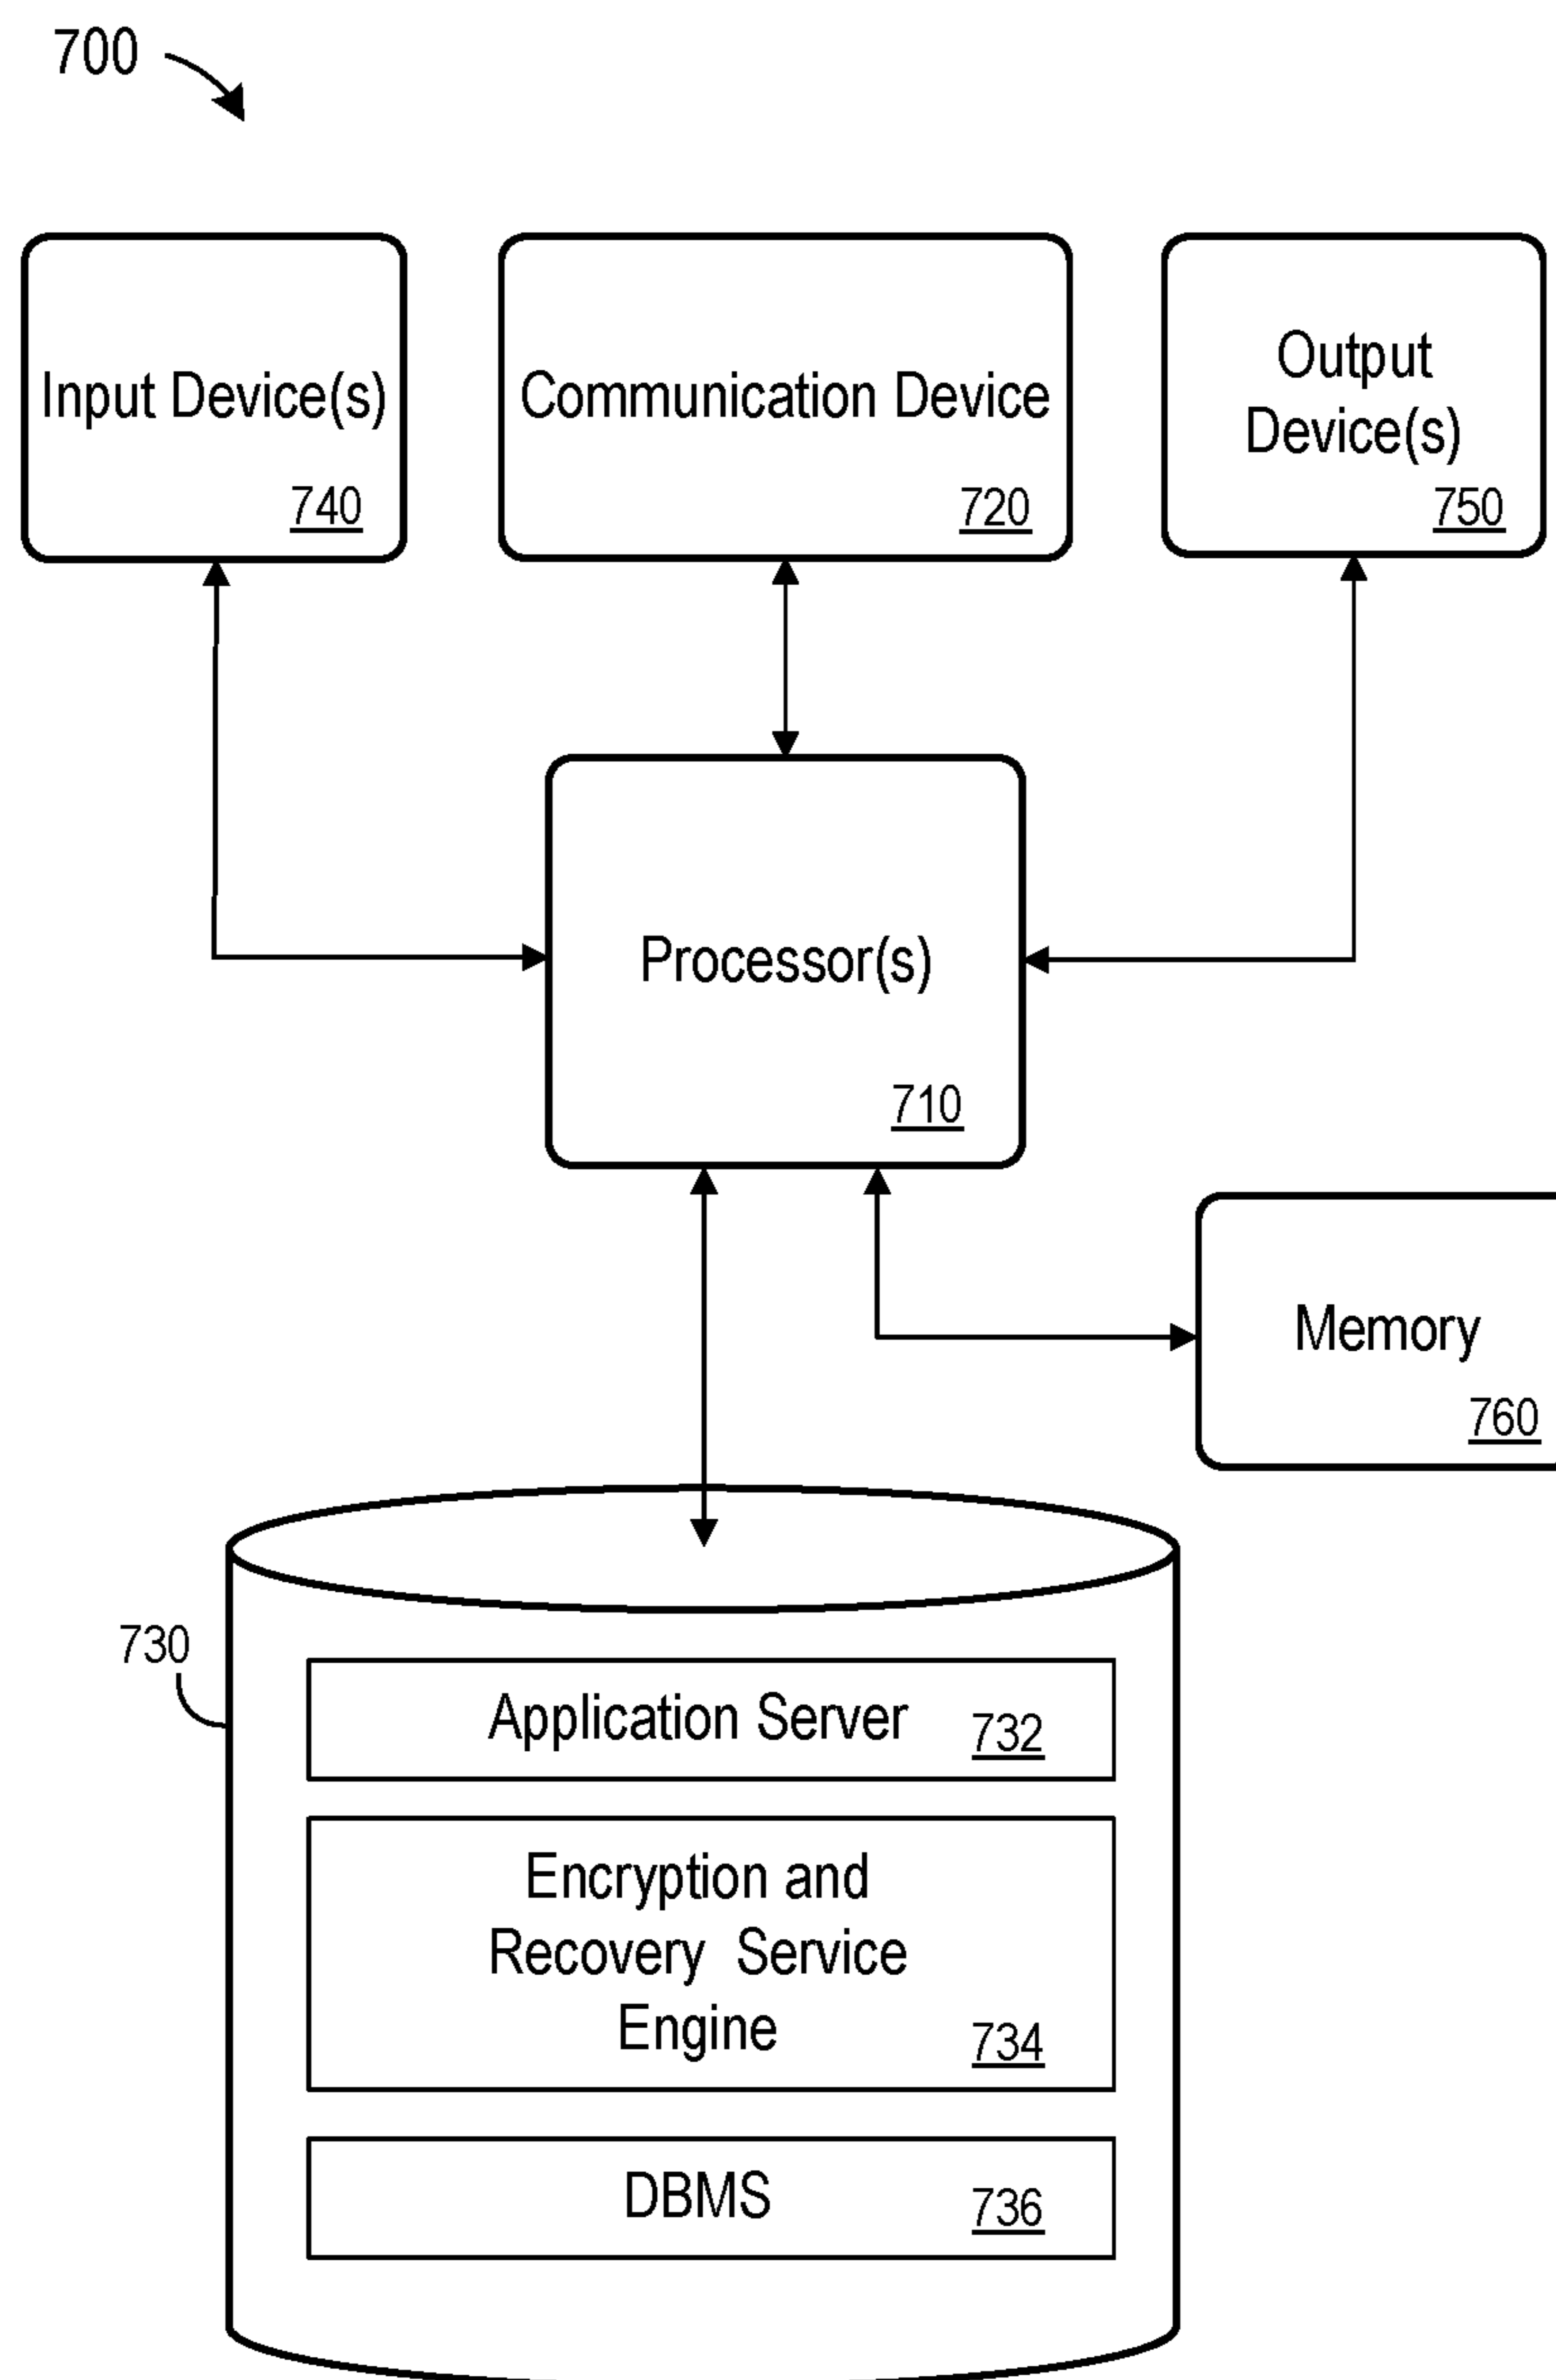 700
Input Device(s)
740
Communication Device
720
Output
Device(s)
750
Processor(s)
710
Memory
760
730
Application Server 732
Encryption and
Recovery Service
Engine 734
DBMS 736